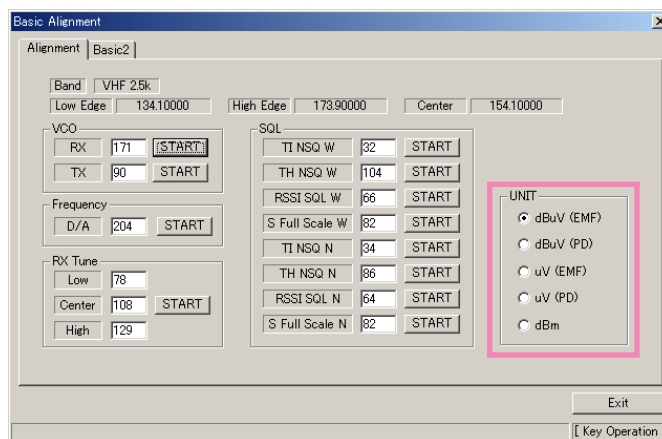 Basic Alignment
Alignment Basic2
Band VHF 2.5k
Low Edge 134.10000 High Edge 173.90000 Center 154.10000
VCO
RX 171 START
TX 90 START
Frequency
D/A 204 START
RX Tune
Low 78
Center 108 START
High 129
SQL
TI NSQ W 32 START
TH NSQ W 104 START
RSSI SQL W 66 START
S Full Scale W 82 START
TI NSQ N 34 START
TH NSQ N 86 START
RSSI SQL N 64 START
S Full Scale N 82 START
UNIT
dBuV (EMF)
dBuV (PD)
uV (EMF)
uV (PD)
dBm
Exit
[ Key Operation